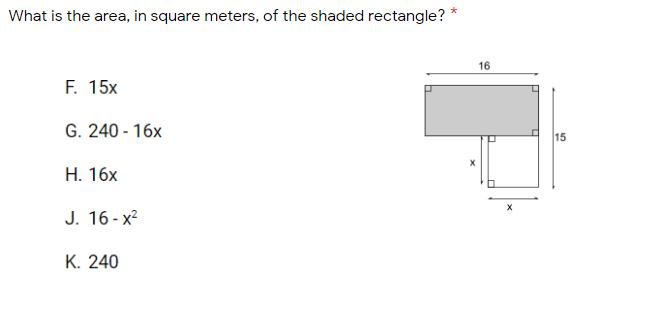 What is the area, in square meters, of the shaded rectangle? *
16
F. 15x
G. 240 - 16x
15
x
H. 16x
x
J. 16 - x²
K. 240